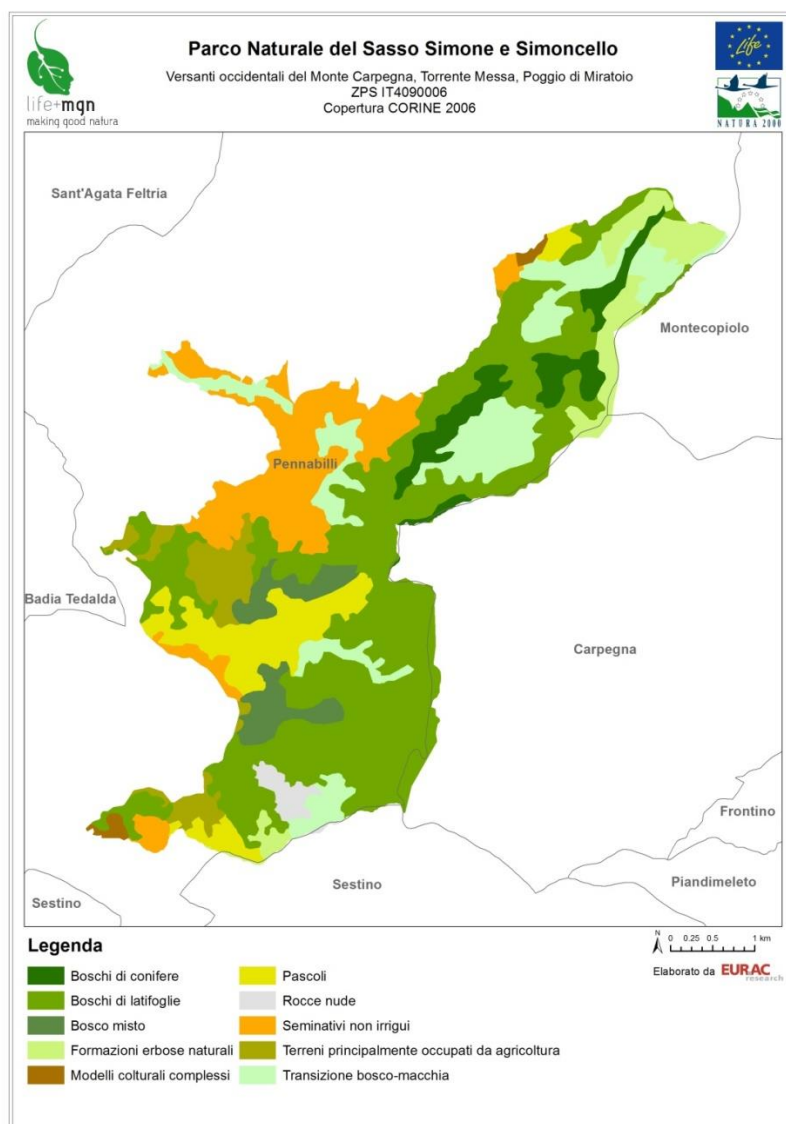 life+mgn
making good natura
Parco Naturale del Sasso Simone e Simoncello
Versanti occidentali del Monte Carpegna, Torrente Messa, Poggio di Miratoio
ZPS IT4090006
Copertura CORINE 2006
Life
NATURA 2000
Sant'Agata Feltria
Montecopiolo
Pennabilli
Badia Tedalda
Carpegna
Frontino
Piandimeleto
Sestino
Sestino
Legenda
Boschi di conifere
Boschi di latifoglie
Bosco misto
Formazioni erbose naturali
Modelli colturali complessi
Pascoli
Rocce nude
Seminativi non irrigui
Terreni principalmente occupati da agricoltura
Transizione bosco-macchia
N
0 0.25 0.5 1 km
Elaborato da EURAC
research